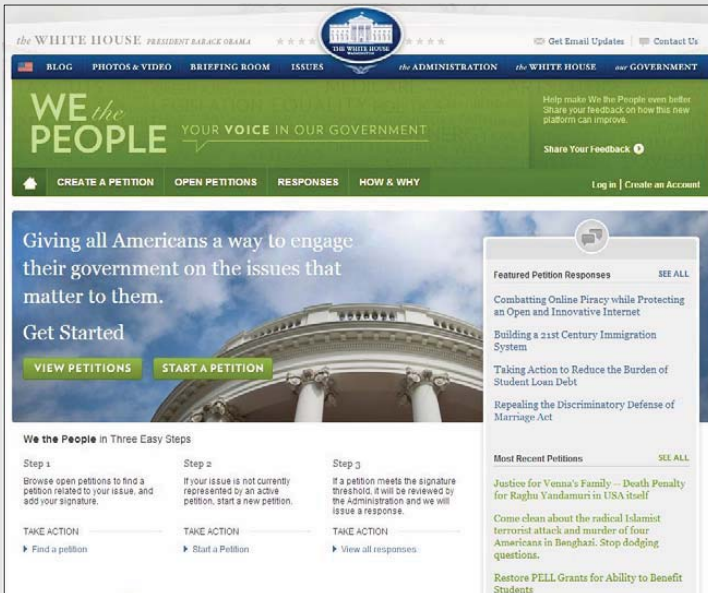 the WHITE HOUSE PRESIDENT BARACK OBAMA
THE WHITE HOUSE
WASHINGTON
Get Email Updates
Contact Us
BLOG
PHOTOS & VIDEO
BRIEFING ROOM
ISSUES
the ADMINISTRATION
the WHITE HOUSE
our GOVERNMENT
WE the
PEOPLE
YOUR VOICE IN OUR GOVERNMENT
Help make We the People even better
Share your feedback on how this new
platform can improve.
Share Your Feedback
CREATE A PETITION
OPEN PETITIONS
RESPONSES
HOW & WHY
Log in | Create an Account
Giving all Americans a way to engage
their government on the issues that
matter to them.
Get Started
VIEW PETITIONS
START A PETITION
Featured Petition Responses
SEE ALL
Combatting Online Piracy while Protecting
an Open and Innovative Internet
Building a 21st Century Immigration
System
Taking Action to Reduce the Burden of
Student Loan Debt
Repealing the Discriminatory Defense of
Marriage Act
Most Recent Petitions
SEE ALL
Justice for Venna's Family -- Death Penalty
for Raghu Yandamuri in USA itself
Come clean about the radical Islamist
terrorist attack and murder of four
Americans in Benghazi. Stop dodging
questions.
Restore PELL Grants for Ability to Benefit
Students
We the People in Three Easy Steps
Step 1
Browse open petitions to find a
petition related to your issue, and
add your signature.
TAKE ACTION
Find a petition
Step 2
If your issue is not currently
represented by an active
petition, start a new petition.
TAKE ACTION
Start a Petition
Step 3
If a petition meets the signature
threshold, it will be reviewed by
the Administration and we will
issue a response.
TAKE ACTION
View all responses